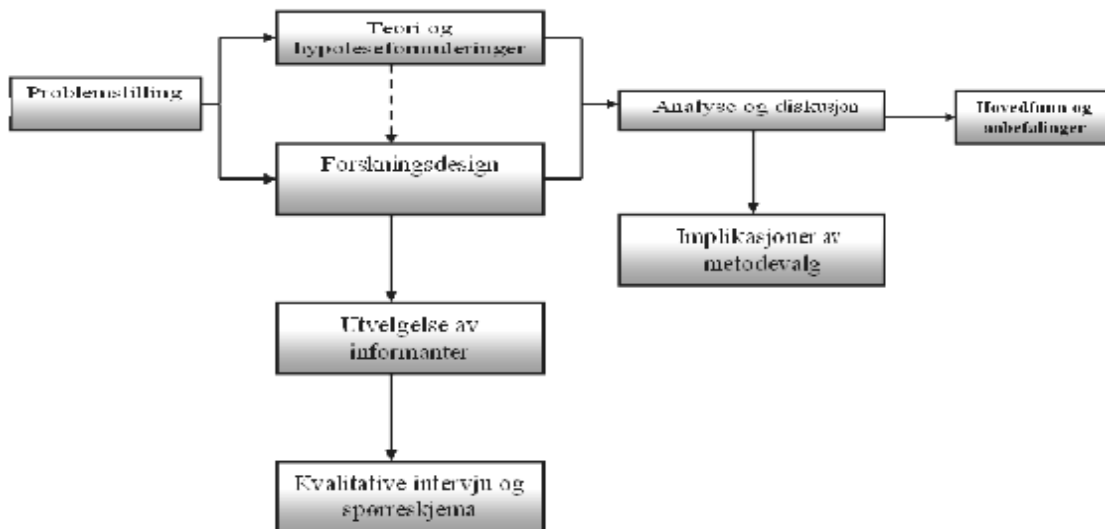 Problemstilling
Teori og
hypoteseformuleringer
Forskningsdesign
Utvelgelse av
informanter
Kvalitative intervju og
spørreskjema
Analyse og diskusjon
Implikasjoner av
metodevalg
Hovedfunn og
anbefalinger